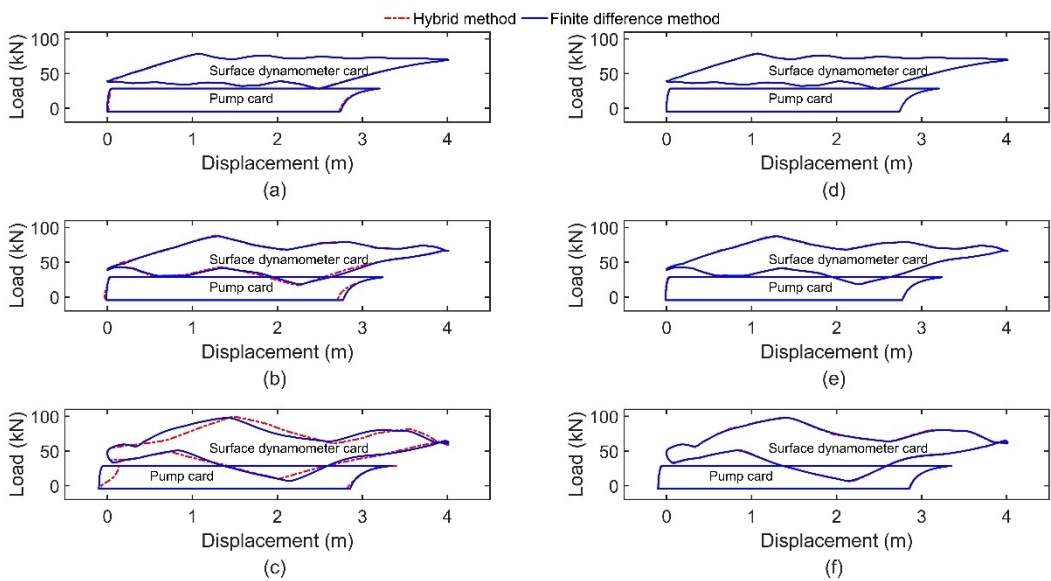 Hybrid method Finite difference method
100
50
0
Load (kN)
Surface dynamometer card
Pump card
0 1 2 3 4
Displacement (m)
(a)
100
50
0
Load (kN)
Surface dynamometer card
Pump card
0 1 2 3 4
Displacement (m)
(d)
100
50
0
Load (kN)
Surface dynamometer card
Pump card
0 1 2 3 4
Displacement (m)
(b)
100
50
0
Load (kN)
Surface dynamometer card
Pump card
0 1 2 3 4
Displacement (m)
(e)
100
50
0
Load (kN)
Surface dynamometer card
Pump card
0 1 2 3 4
Displacement (m)
(c)
100
50
0
Load (kN)
Surface dynamometer card
Pump card
0 1 2 3 4
Displacement (m)
(f)